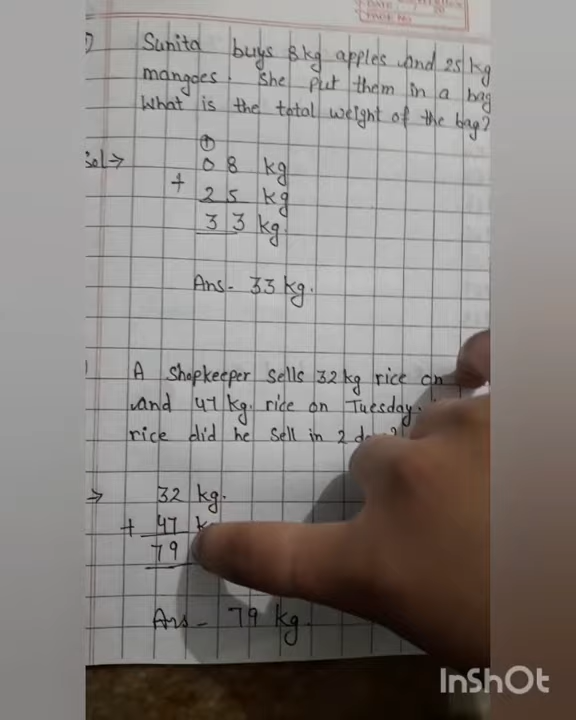 Sunita buys 8kg apples and 25 kg
mangoes. She put them in a bag
What is the total weight of the bag?
Sol ⇒
①
0 8 kg
+ 2 5 kg
3 3 kg.
Ans - 33 kg.
A shopkeeper sells 32 kg rice on
and 47 kg. rice on Tuesday.
rice did he sell in 2
⇒ 32 kg.
+ 47 k
79
Ans - 79 kg.
InShOt